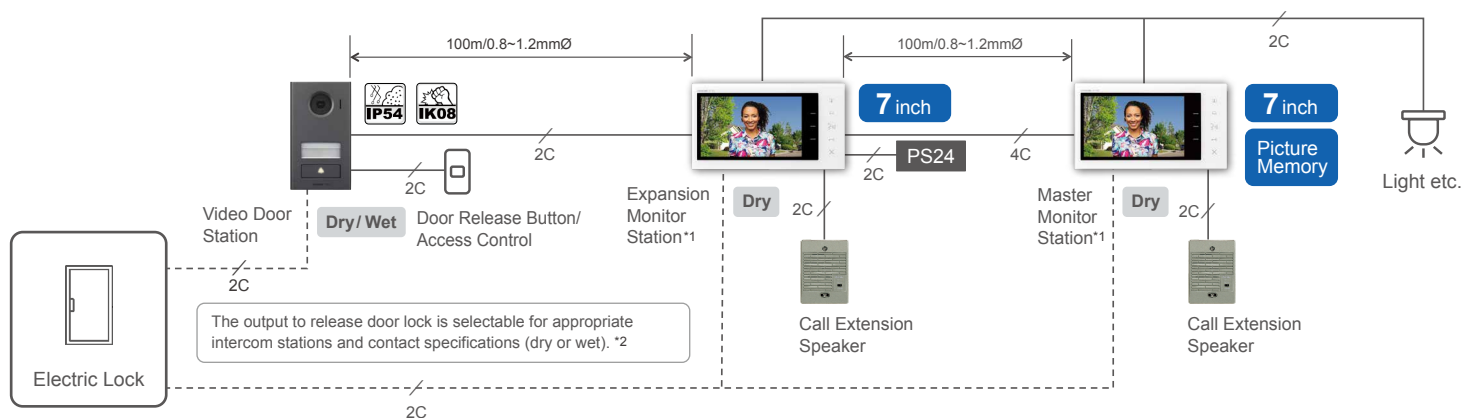 100m/0.8~1.2mmØ
100m/0.8~1.2mmØ
2C
IP54
IK08
7 inch
7 inch
Picture
Memory
2C
2C
PS24
4C
2C
Light etc.
Video Door
Station
Dry/ Wet
Door Release Button/
Access Control
Expansion
Monitor
Station*1
Dry
2C
Master
Monitor
Station*1
Dry
2C
2C
The output to release door lock is selectable for appropriate
intercom stations and contact specifications (dry or wet). *2
Call Extension
Speaker
Call Extension
Speaker
Electric Lock
2C